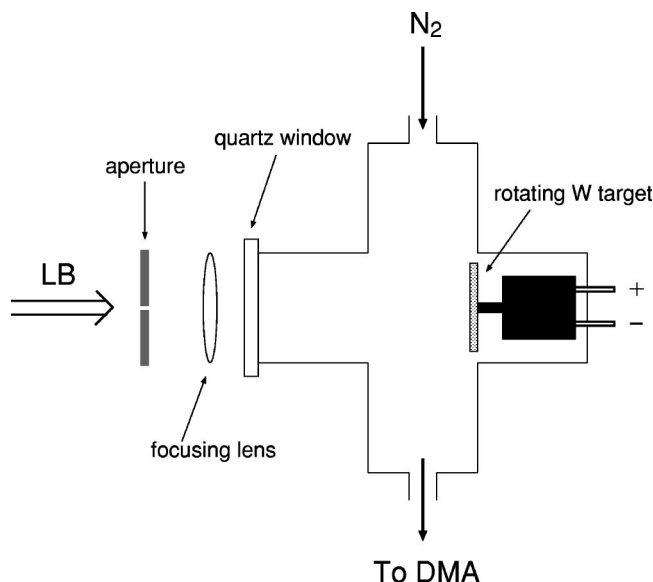 N₂
quartz window
aperture
rotating W target
LB
+
−
focusing lens
To DMA